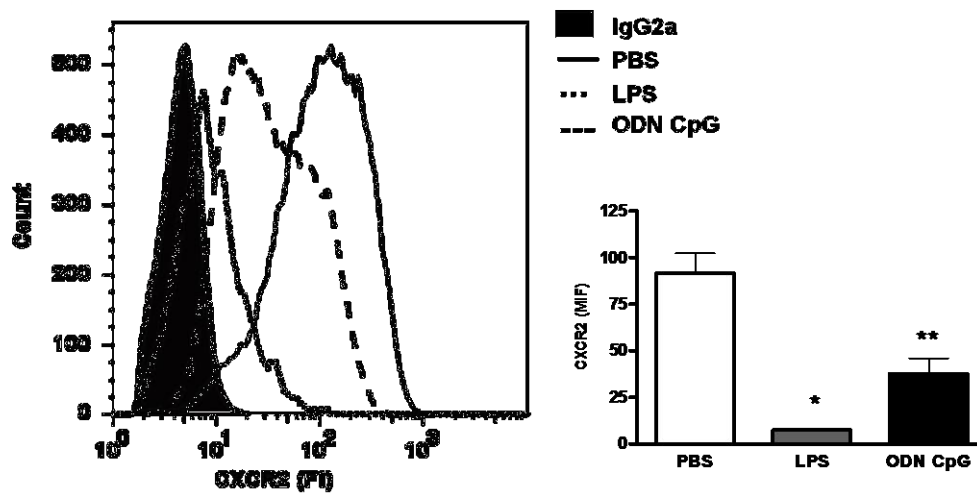 IgG2a
PBS
LPS
ODN CpG
Count
500
400
300
200
100
0
10^0 10^1 10^2 10^3
CXCR2 (FI)
CXCR2 (MIF)
125
100
75
50
25
0
*
**
PBS LPS ODN CpG